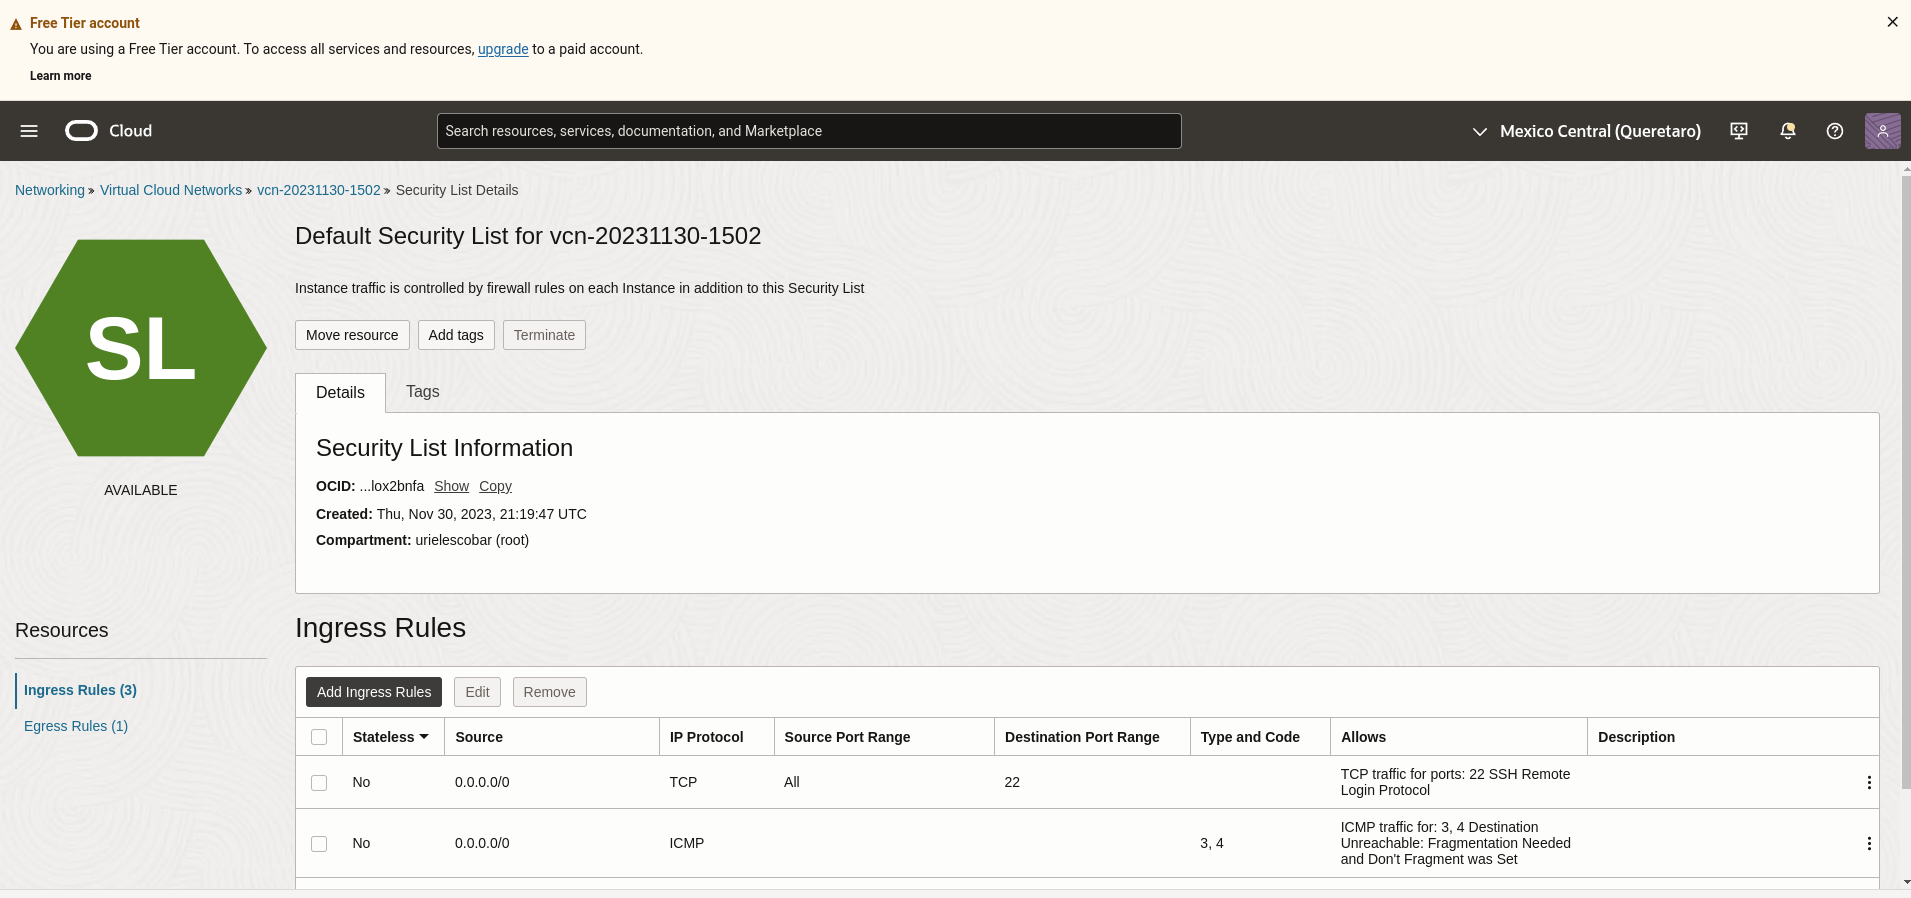 Free Tier account
You are using a Free Tier account. To access all services and resources, upgrade to a paid account.
Learn more
Cloud
Search resources, services, documentation, and Marketplace
Mexico Central (Queretaro)
Networking » Virtual Cloud Networks » vcn-20231130-1502 » Security List Details
SL
AVAILABLE
Default Security List for vcn-20231130-1502
Instance traffic is controlled by firewall rules on each Instance in addition to this Security List
Move resource Add tags Terminate
Details Tags
Security List Information
OCID: ...lox2bnfa Show Copy
Created: Thu, Nov 30, 2023, 21:19:47 UTC
Compartment: urielescobar (root)
Resources
Ingress Rules (3)
Egress Rules (1)
Ingress Rules
Add Ingress Rules Edit Remove
Stateless Source IP Protocol Source Port Range Destination Port Range Type and Code Allows Description
No 0.0.0.0/0 TCP All 22 TCP traffic for ports: 22 SSH Remote
Login Protocol
No 0.0.0.0/0 ICMP 3, 4 ICMP traffic for: 3, 4 Destination
Unreachable: Fragmentation Needed
and Don't Fragment was Set